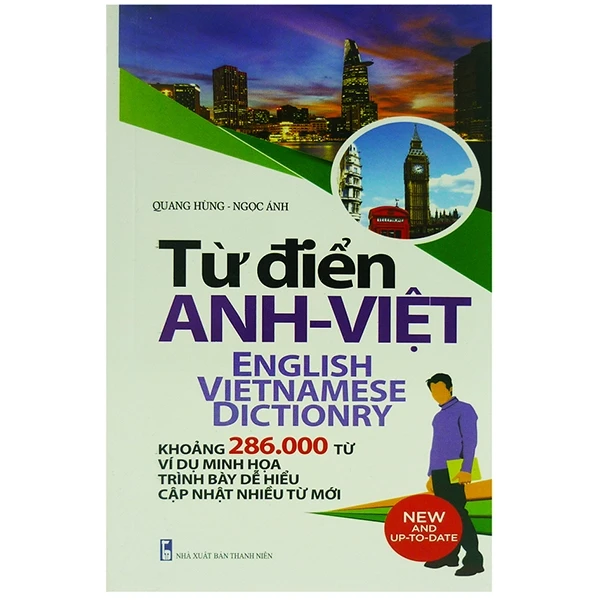 QUANG HÙNG - NGỌC ÁNH
Từ điển
ANH-VIỆT
ENGLISH
VIETNAMESE
DICTIONRY
KHOẢNG 286.000 TỪ
VÍ DỤ MINH HỌA
TRÌNH BÀY DỄ HIỂU
CẬP NHẬT NHIỀU TỪ MỚI
NEW
AND
UP-TO-DATE
NHÀ XUẤT BẢN THANH NIÊN